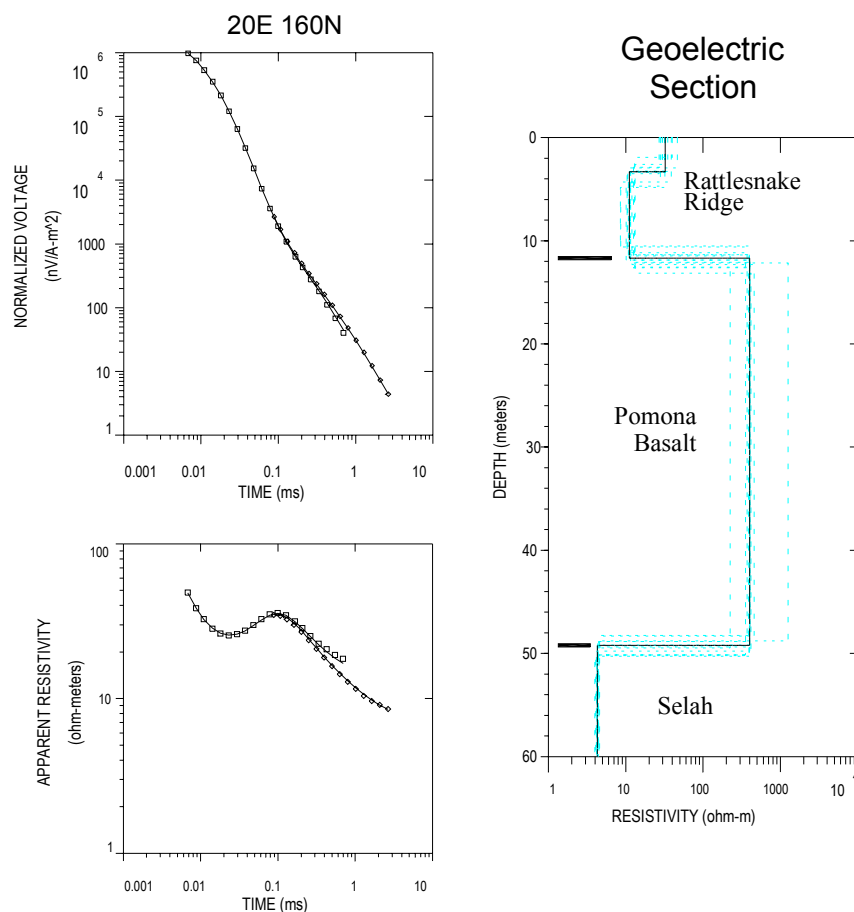 20E 160N
10 6
10 5
10 4
1000
100
10
1
NORMALIZED VOLTAGE
(nV/A-m^2)
0.001 0.01 0.1 1 10
TIME (ms)
100
10
1
APPARENT RESISTIVITY
(ohm-meters)
0.001 0.01 0.1 1 10
TIME (ms)
Geoelectric
Section
0
10
20
30
40
50
60
DEPTH (meters)
Rattlesnake
Ridge
Pomona
Basalt
Selah
1 10 100 1000 10
RESISTIVITY (ohm-m)